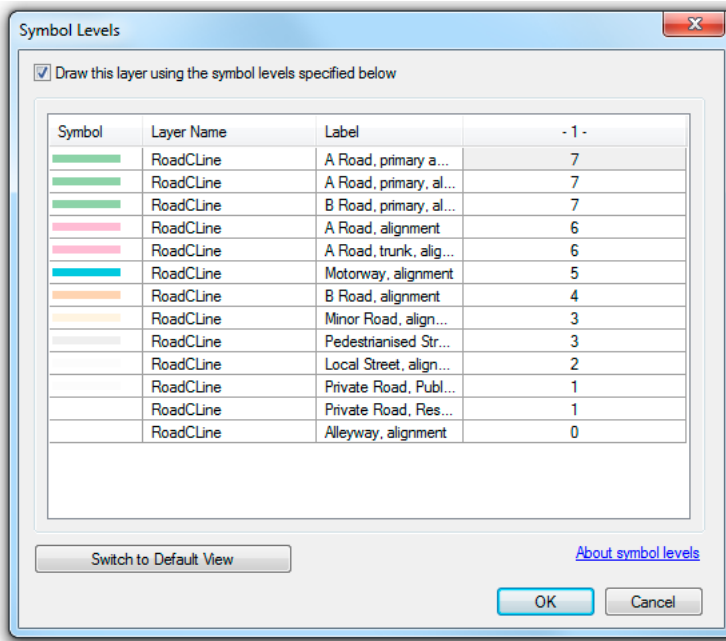 Symbol Levels
Draw this layer using the symbol levels specified below
Symbol Layer Name Label - 1 -
RoadCLine A Road, primary a... 7
RoadCLine A Road, primary, al... 7
RoadCLine B Road, primary, al... 7
RoadCLine A Road, alignment 6
RoadCLine A Road, trunk, alig... 6
RoadCLine Motorway, alignment 5
RoadCLine B Road, alignment 4
RoadCLine Minor Road, align... 3
RoadCLine Pedestrianised Str... 3
RoadCLine Local Street, align... 2
RoadCLine Private Road, Publ... 1
RoadCLine Private Road, Res... 1
RoadCLine Alleyway, alignment 0
Switch to Default View
About symbol levels
OK Cancel